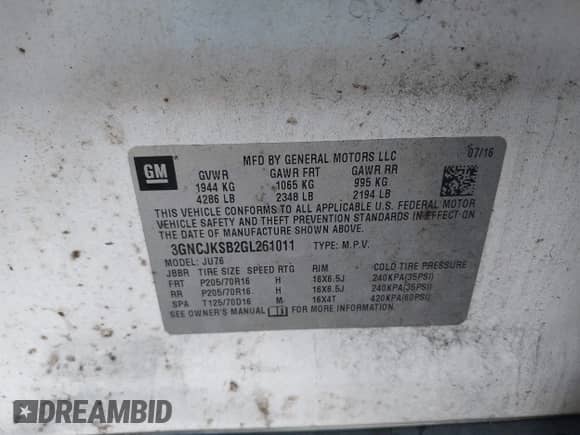 MFD BY GENERAL MOTORS LLC 07/16
GM
GVWR GAWR FRT GAWR RR
1944 KG 1065 KG 995 KG
4286 LB 2348 LB 2194 LB
THIS VEHICLE CONFORMS TO ALL APPLICABLE U.S. FEDERAL MOTOR
VEHICLE SAFETY AND THEFT PREVENTION STANDARDS IN EFFECT ON
THE DATE OF MANUFACTURE SHOWN ABOVE.
3GNCJKSB2GL261011 TYPE: M.P.V.
MODEL: JU76
JBBR TIRE SIZE SPEED RTG RIM COLD TIRE PRESSURE
FRT P205/70R16 H 16X6.5J 240KPA(35PSI)
RR P205/70R16 H 16X6.5J 240KPA(35PSI)
SPA T125/70D16 M 16X4T 420KPA(60PSI)
SEE OWNER'S MANUAL FOR MORE INFORMATION.
DREAMBID